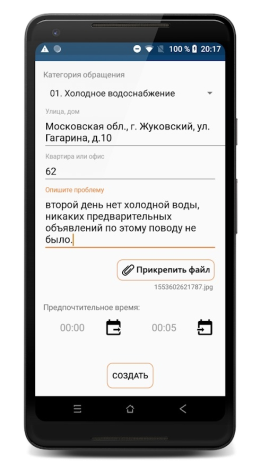 100 % 20:17
Категория обращения
01. Холодное водоснабжение
Улица, дом
Московская обл., г. Жуковский, ул.
Гагарина, д.10
Квартира или офис
62
Опишите проблему
второй день нет холодной воды,
никаких предварительных
объявлений по этому поводу не
было.
Прикрепить файл
1553602621787.jpg
Предпочтительное время:
00:00 00:05
СОЗДАТЬ